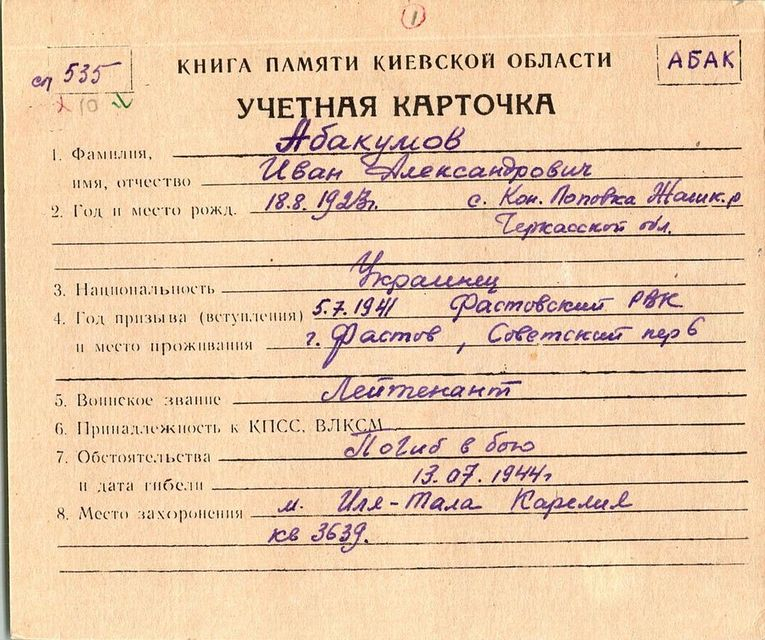 1
сл 535
10
КНИГА ПАМЯТИ КИЕВСКОЙ ОБЛАСТИ
АБАК
УЧЕТНАЯ КАРТОЧКА
1. Фамилия, Абакумов
имя, отчество Иван Александрович
2. Год и место рожд. 18.8.1923г. с. Кон. Поповка Жашк.р
Черкасской обл.
3. Национальность Украинец
4. Год призыва (вступления) 5.7.1941 Фастовский РВК
и место проживания г. Фастов, Советский пер 6
5. Воинское звание Лейтенант
6. Принадлежность к КПСС, ВЛКСМ
7. Обстоятельства Погиб в бою
и дата гибели 13.07.1944г
8. Место захоронения м. Иля-Тала Карелия
кв 3639.